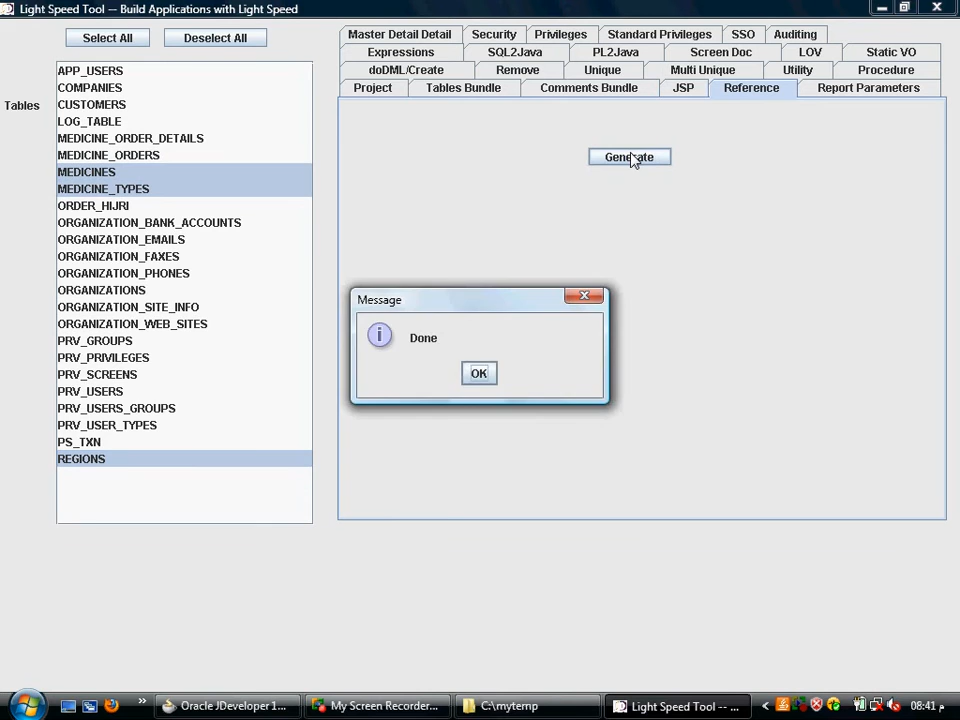 Light Speed Tool -- Build Applications with Light Speed
Select All
Deselect All
Tables
APP_USERS
COMPANIES
CUSTOMERS
LOG_TABLE
MEDICINE_ORDER_DETAILS
MEDICINE_ORDERS
MEDICINES
MEDICINE_TYPES
ORDER_HIJRI
ORGANIZATION_BANK_ACCOUNTS
ORGANIZATION_EMAILS
ORGANIZATION_FAXES
ORGANIZATION_PHONES
ORGANIZATIONS
ORGANIZATION_SITE_INFO
ORGANIZATION_WEB_SITES
PRV_GROUPS
PRV_PRIVILEGES
PRV_SCREENS
PRV_USERS
PRV_USERS_GROUPS
PRV_USER_TYPES
PS_TXN
REGIONS
Master Detail Detail Security Privileges Standard Privileges SSO Auditing
Expressions SQL2Java PL2Java Screen Doc LOV Static VO
doDML/Create Remove Unique Multi Unique Utility Procedure
Project Tables Bundle Comments Bundle JSP Reference Report Parameters
Generate
Message
Done
OK
Oracle JDeveloper 1... My Screen Recorder... C:\mytemp Light Speed Tool -- ... 08:41 م